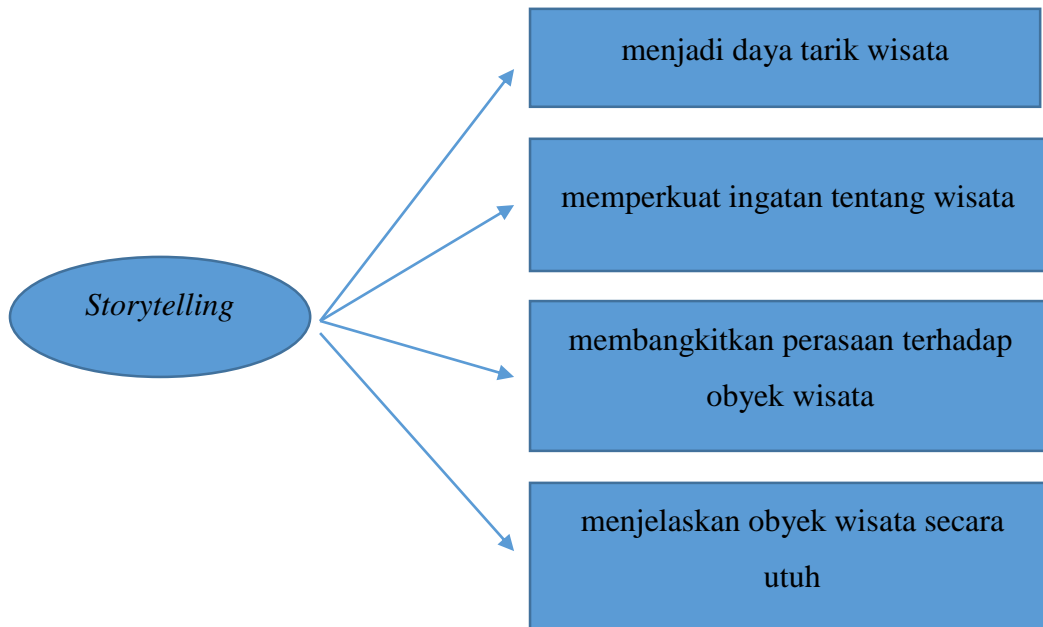 menjadi daya tarik wisata
memperkuat ingatan tentang wisata
Storytelling
membangkitkan perasaan terhadap
obyek wisata
menjelaskan obyek wisata secara
utuh